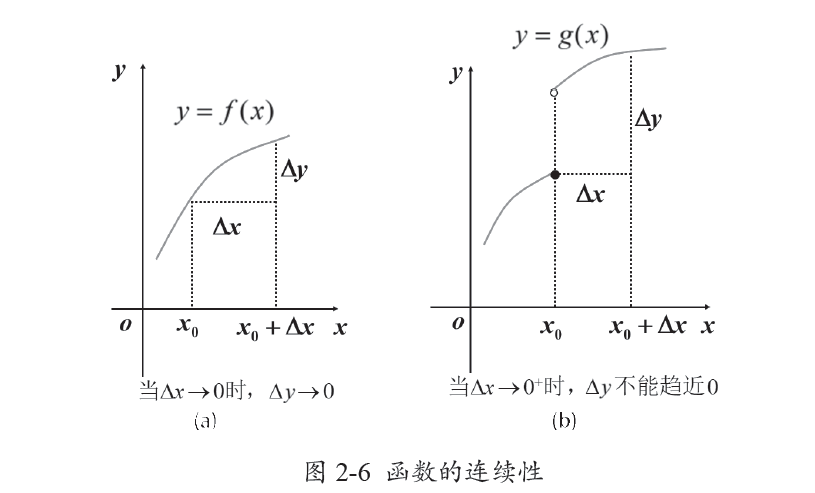 y
y = f(x)
Δy
Δx
o
x₀
x₀ + Δx
x
当Δx→0时，Δy→0
(a)
y = g(x)
y
Δy
Δx
o
x₀
x₀ + Δx
x
当Δx→0⁺时，Δy不能趋近0
(b)
图 2-6 函数的连续性